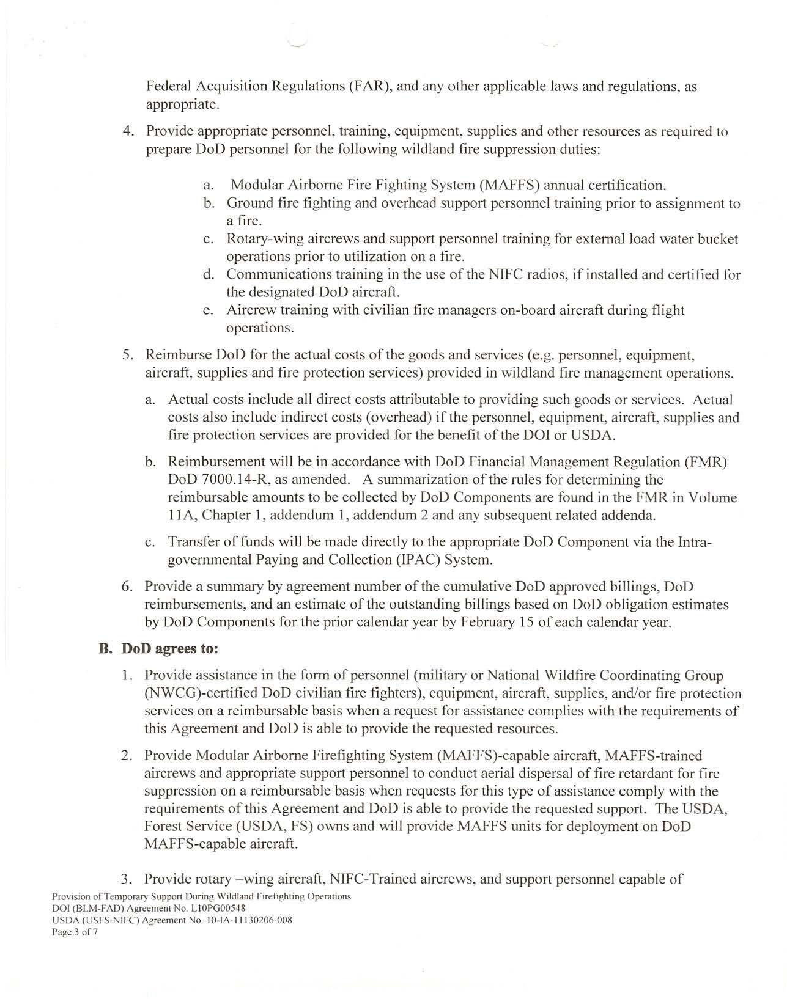 Federal Acquisition Regulations (FAR), and any other applicable laws and regulations, as
appropriate.
4. Provide appropriate personnel, training, equipment, supplies and other resources as required to
prepare DoD personnel for the following wildland fire suppression duties:
a. Modular Airborne Fire Fighting System (MAFFS) annual certification.
b. Ground fire fighting and overhead support personnel training prior to assignment to
a fire.
c. Rotary-wing aircrews and support personnel training for external load water bucket
operations prior to utilization on a fire.
d. Communications training in the use of the NIFC radios, if installed and certified for
the designated DoD aircraft.
e. Aircrew training with civilian fire managers on-board aircraft during flight
operations.
5. Reimburse DoD for the actual costs of the goods and services (e.g. personnel, equipment,
aircraft, supplies and fire protection services) provided in wildland fire management operations.
a. Actual costs include all direct costs attributable to providing such goods or services. Actual
costs also include indirect costs (overhead) if the personnel, equipment, aircraft, supplies and
fire protection services are provided for the benefit of the DOI or USDA.
b. Reimbursement will be in accordance with DoD Financial Management Regulation (FMR)
DoD 7000.14-R, as amended. A summarization of the rules for determining the
reimbursable amounts to be collected by DoD Components are found in the FMR in Volume
11A, Chapter 1, addendum 1, addendum 2 and any subsequent related addenda.
c. Transfer of funds will be made directly to the appropriate DoD Component via the Intra-
governmental Paying and Collection (IPAC) System.
6. Provide a summary by agreement number of the cumulative DoD approved billings, DoD
reimbursements, and an estimate of the outstanding billings based on DoD obligation estimates
by DoD Components for the prior calendar year by February 15 of each calendar year.
B. DoD agrees to:
1. Provide assistance in the form of personnel (military or National Wildfire Coordinating Group
(NWCG)-certified DoD civilian fire fighters), equipment, aircraft, supplies, and/or fire protection
services on a reimbursable basis when a request for assistance complies with the requirements of
this Agreement and DoD is able to provide the requested resources.
2. Provide Modular Airborne Firefighting System (MAFFS)-capable aircraft, MAFFS-trained
aircrews and appropriate support personnel to conduct aerial dispersal of fire retardant for fire
suppression on a reimbursable basis when requests for this type of assistance comply with the
requirements of this Agreement and DoD is able to provide the requested support. The USDA,
Forest Service (USDA, FS) owns and will provide MAFFS units for deployment on DoD
MAFFS-capable aircraft.
3. Provide rotary –wing aircraft, NIFC-Trained aircrews, and support personnel capable of
Provision of Temporary Support During Wildland Firefighting Operations
DOI (BLM-FAD) Agreement No. L10PG00548
USDA (USFS-NIFC) Agreement No. 10-IA-11130206-008
Page 3 of 7